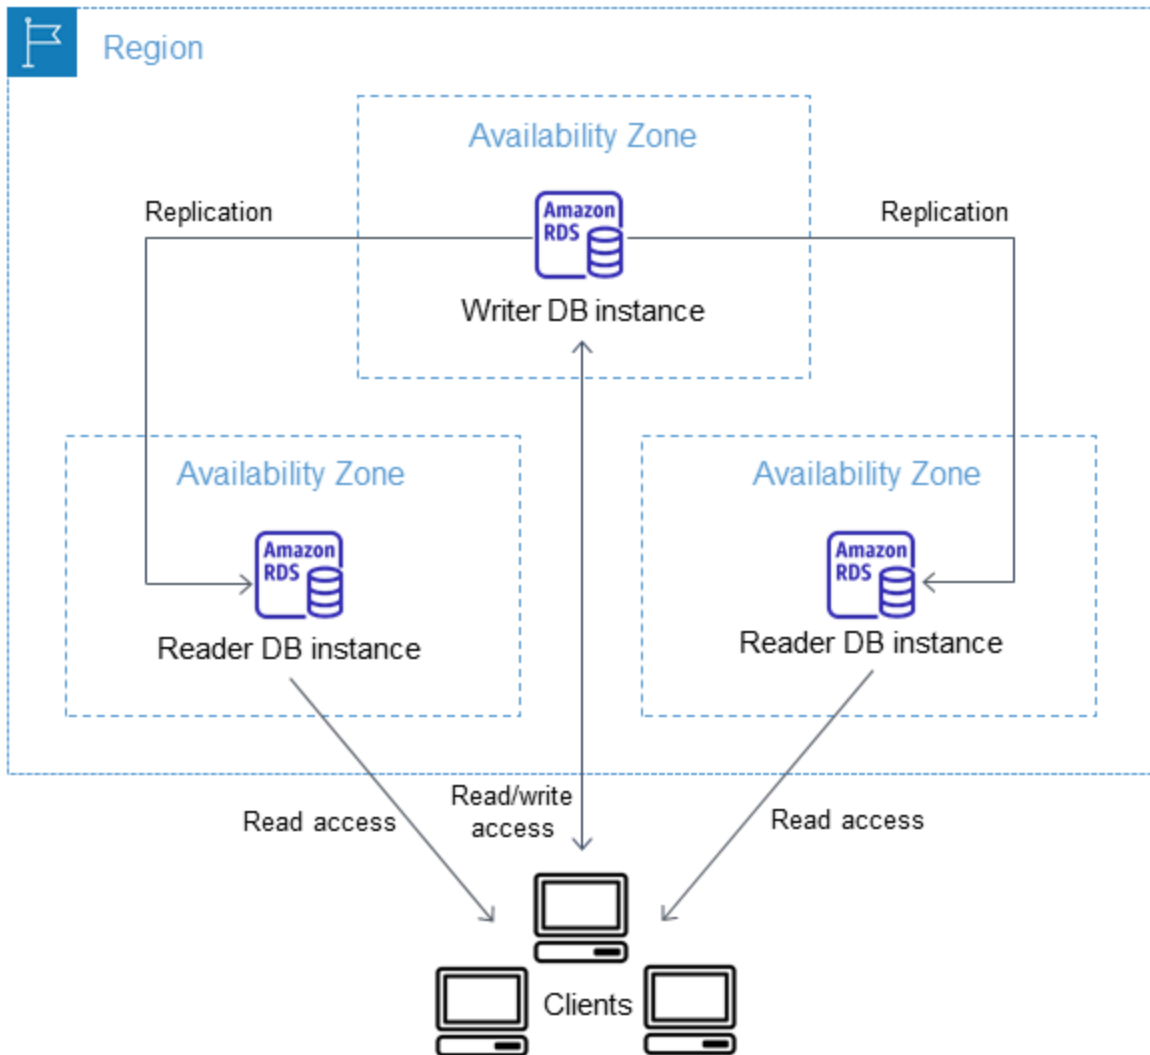 Region
Availability Zone
Replication
Replication
Amazon
RDS
Writer DB instance
Availability Zone
Availability Zone
Amazon
RDS
Amazon
RDS
Reader DB instance
Reader DB instance
Read/write
access
Read access
Read access
Clients